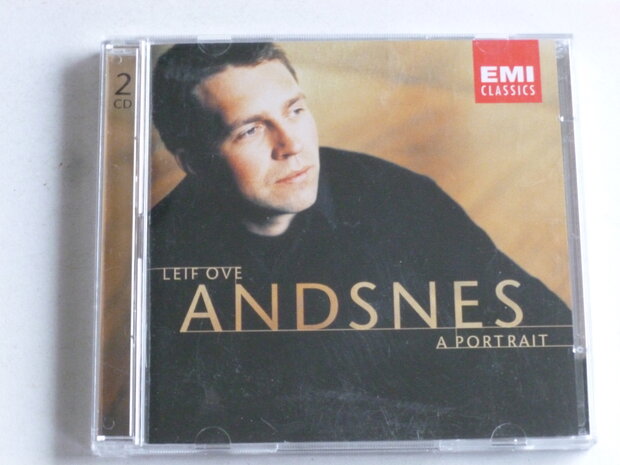 2
CD
EMI
CLASSICS
LEIF OVE
ANDSNES
A PORTRAIT